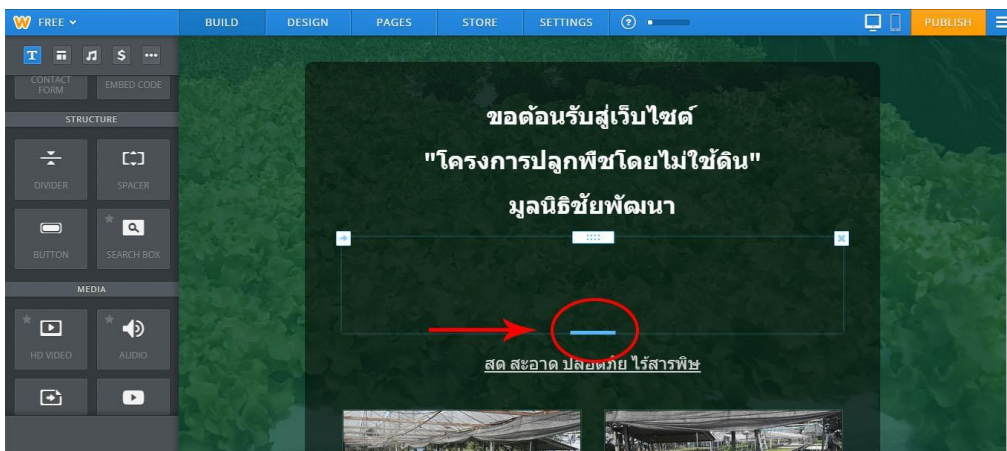 FREE
BUILD
DESIGN
PAGES
STORE
SETTINGS
?
PUBLISH
T
$
CONTACT FORM
EMBED CODE
STRUCTURE
DIVIDER
SPACER
BUTTON
SEARCH BOX
MEDIA
HD VIDEO
AUDIO
ขอต้อนรับสู่เว็บไซต์
"โครงการปลูกพืชโดยไม่ใช้ดิน"
มูลนิธิชัยพัฒนา
สด สะอาด ปลอดภัย ไร้สารพิษ